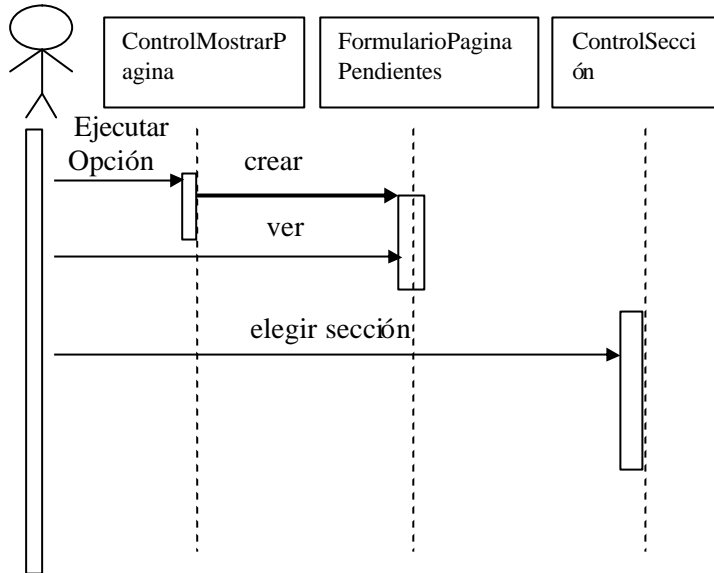 ControlMostrarP
agina
FormularioPagina
Pendientes
ControlSecci
ón
Ejecutar
Opción
crear
ver
elegir sección